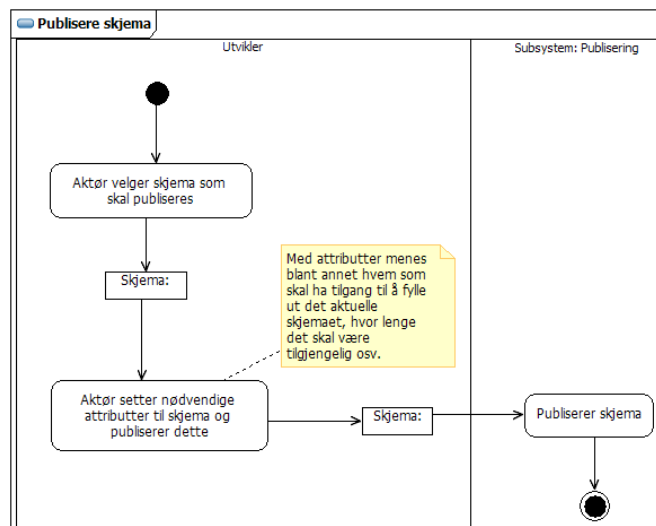 Publisere skjema
Utvikler
Subsystem: Publisering
Aktør velger skjema som
skal publiseres
Skjema:
Med attributter menes
blant annet hvem som
skal ha tilgang til å fylle
ut det aktuelle
skjemaet, hvor lenge
det skal være
tilgjengelig osv.
Aktør setter nødvendige
attributter til skjema og
publiserer dette
Skjema:
Publiserer skjema